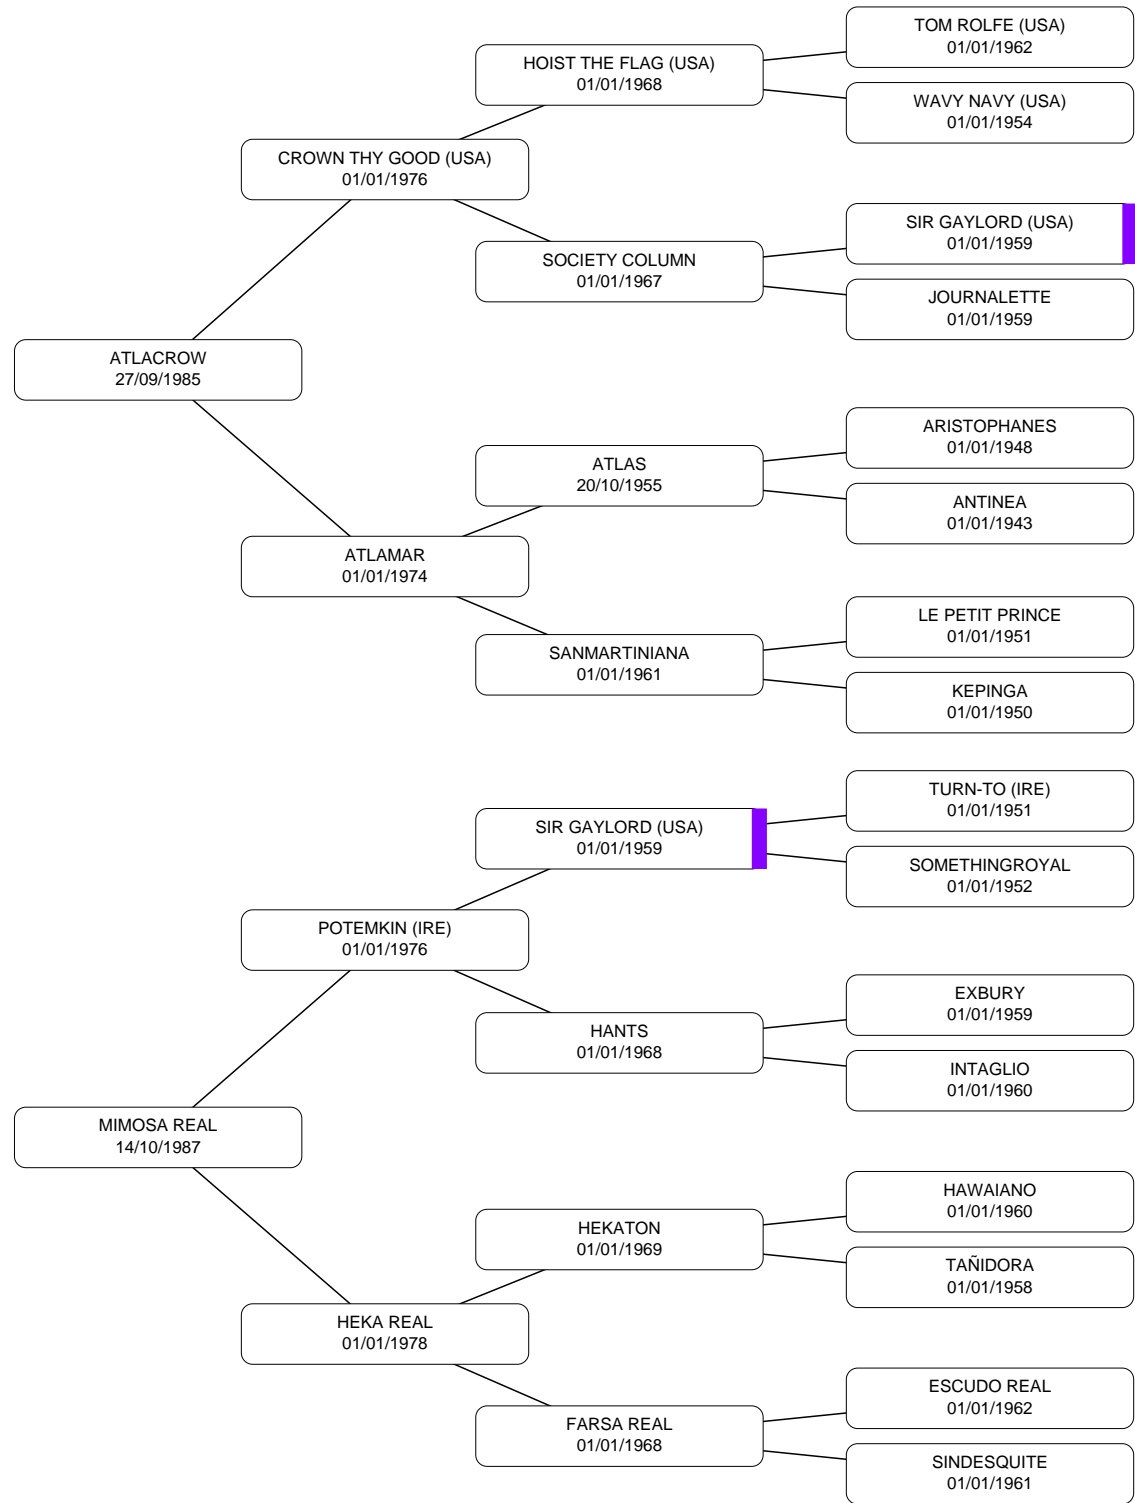 TOM ROLFE (USA)
01/01/1962
HOIST THE FLAG (USA)
01/01/1968
WAVY NAVY (USA)
01/01/1954
CROWN THY GOOD (USA)
01/01/1976
SIR GAYLORD (USA)
01/01/1959
SOCIETY COLUMN
01/01/1967
JOURNALETTE
01/01/1959
ATLACROW
27/09/1985
ARISTOPHANES
01/01/1948
ATLAS
20/10/1955
ANTINEA
01/01/1943
ATLAMAR
01/01/1974
LE PETIT PRINCE
01/01/1951
SANMARTINIANA
01/01/1961
KEPINGA
01/01/1950
TURN-TO (IRE)
01/01/1951
SIR GAYLORD (USA)
01/01/1959
SOMETHINGROYAL
01/01/1952
POTEMKIN (IRE)
01/01/1976
EXBURY
01/01/1959
HANTS
01/01/1968
INTAGLIO
01/01/1960
MIMOSA REAL
14/10/1987
HAWAIANO
01/01/1960
HEKATON
01/01/1969
TAÑIDORA
01/01/1958
HEKA REAL
01/01/1978
ESCUDO REAL
01/01/1962
FARSA REAL
01/01/1968
SINDESQUITE
01/01/1961